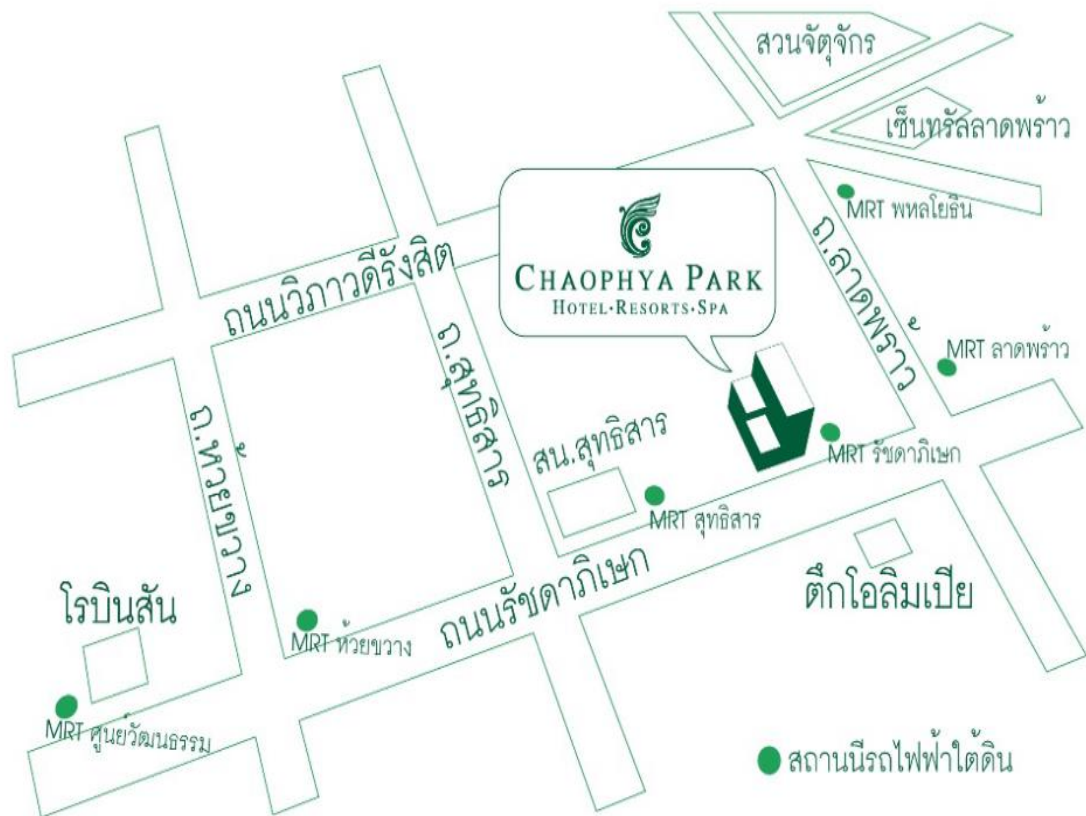 สวนจัตุจักร
เซ็นทรัลลาดพร้าว
MRT พหลโยธิน
CHAOPHYA PARK
HOTEL•RESORTS•SPA
ถ.ลาดพร้าว
ถนนวิภาวดีรังสิต
MRT ลาดพร้าว
ถ.สุทธิสาร
สน.สุทธิสาร
MRT รัชดาภิเษก
ถ.หวยขวาง
MRT สุทธิสาร
ตึกโอลิมเปีย
ถนนรัชดาภิเษก
โรบินสัน
MRT ห้วยขวาง
MRT ศูนย์วัฒนธรรม
สถานนีรถไฟฟ้าใต้ดิน